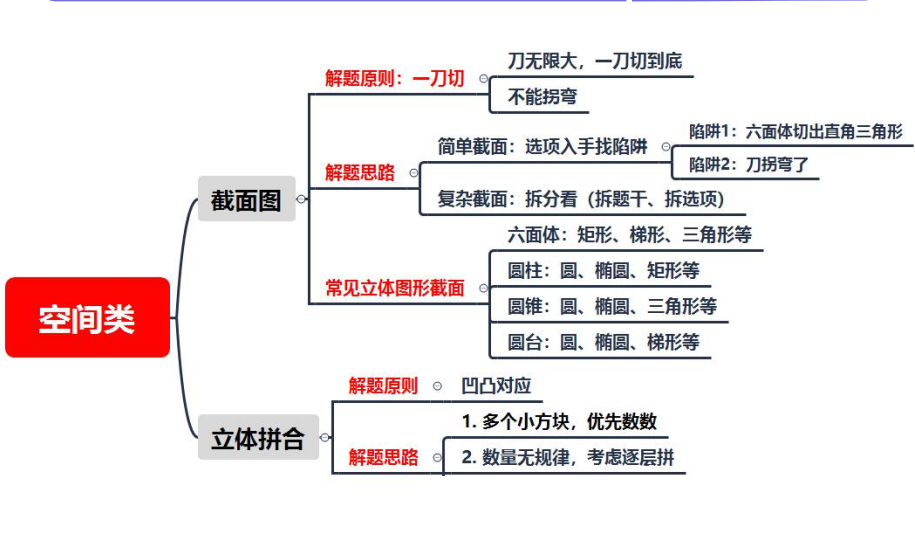 空间类
截面图
解题原则：一刀切
刀无限大，一刀切到底
不能拐弯
解题思路
简单截面：选项入手找陷阱
陷阱1：六面体切出直角三角形
陷阱2：刀拐弯了
复杂截面：拆分看（拆题干、拆选项）
常见立体图形截面
六面体：矩形、梯形、三角形等
圆柱：圆、椭圆、矩形等
圆锥：圆、椭圆、三角形等
圆台：圆、椭圆、梯形等
立体拼合
解题原则
凹凸对应
解题思路
1. 多个小方块，优先数数
2. 数量无规律，考虑逐层拼